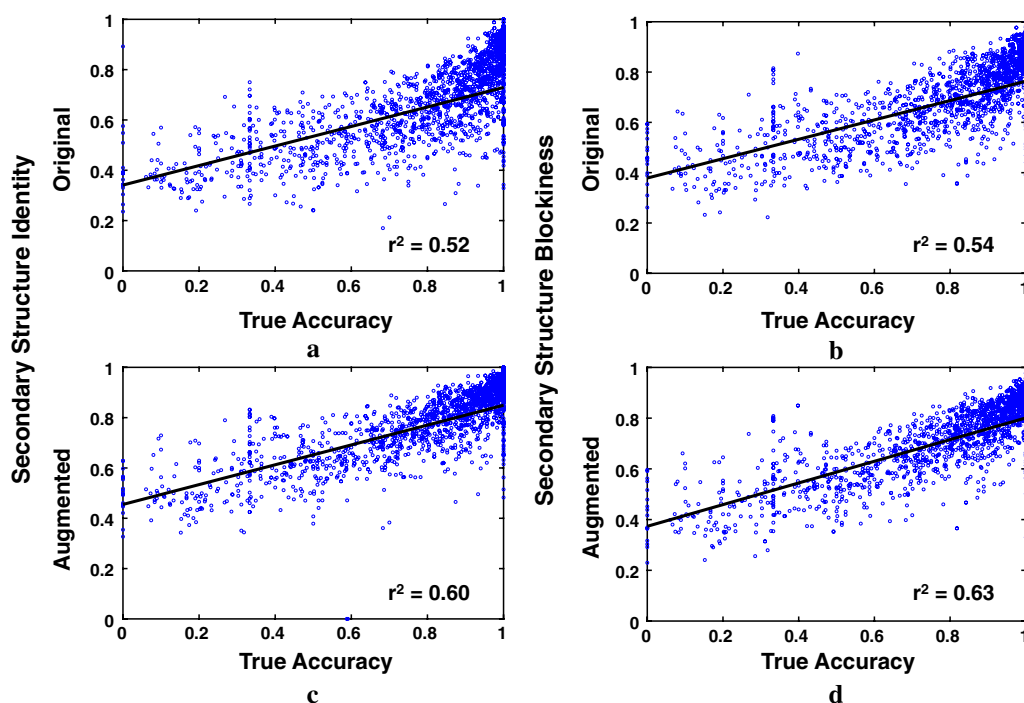 Secondary Structure Identity
Original
1
0.8
0.6
0.4
0.2
0
r² = 0.52
0 0.2 0.4 0.6 0.8 1
True Accuracy
a
Secondary Structure Blockiness
Original
1
0.8
0.6
0.4
0.2
0
r² = 0.54
0 0.2 0.4 0.6 0.8 1
True Accuracy
b
Augmented
1
0.8
0.6
0.4
0.2
0
r² = 0.60
0 0.2 0.4 0.6 0.8 1
True Accuracy
c
Augmented
1
0.8
0.6
0.4
0.2
0
r² = 0.63
0 0.2 0.4 0.6 0.8 1
True Accuracy
d